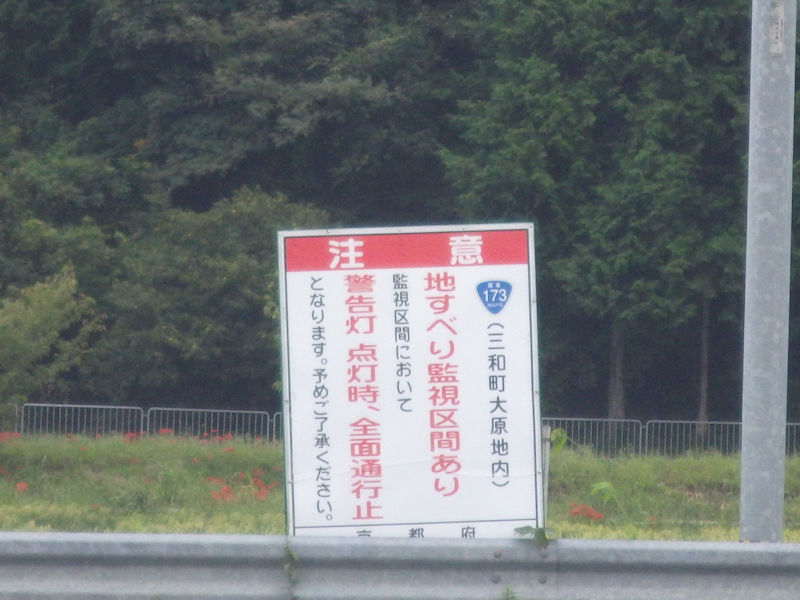 注意
国道
173
ROUTE
(三和町大原地内)
地すべり監視区間あり
監視区間において
警告灯 点灯時、全面通行止
となります。予めご了承ください。
京都府